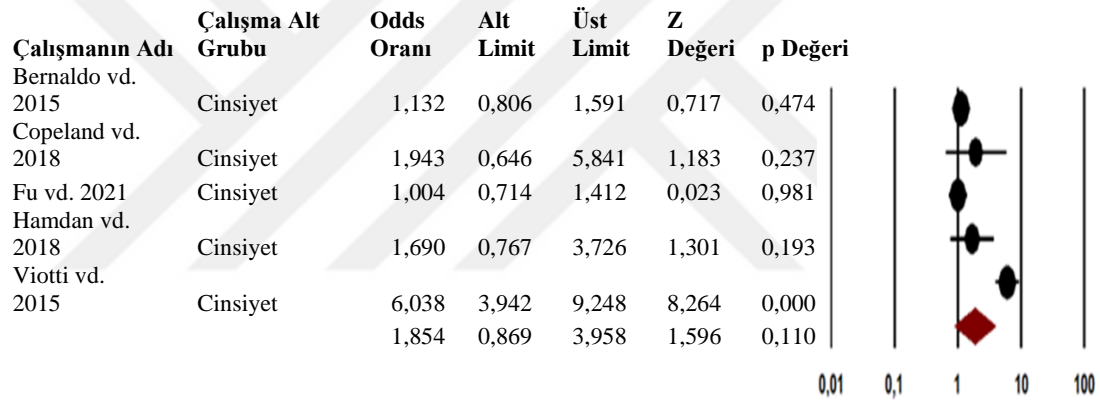 Çalışma Alt Odds Alt Üst Z
Çalışmanın Adı Grubu Oranı Limit Limit Değeri p Değeri
Bernaldo vd.
2015 Cinsiyet 1,132 0,806 1,591 0,717 0,474
Copeland vd.
2018 Cinsiyet 1,943 0,646 5,841 1,183 0,237
Fu vd. 2021 Cinsiyet 1,004 0,714 1,412 0,023 0,981
Hamdan vd.
2018 Cinsiyet 1,690 0,767 3,726 1,301 0,193
Viotti vd.
2015 Cinsiyet 6,038 3,942 9,248 8,264 0,000
1,854 0,869 3,958 1,596 0,110
0,01 0,1 1 10 100